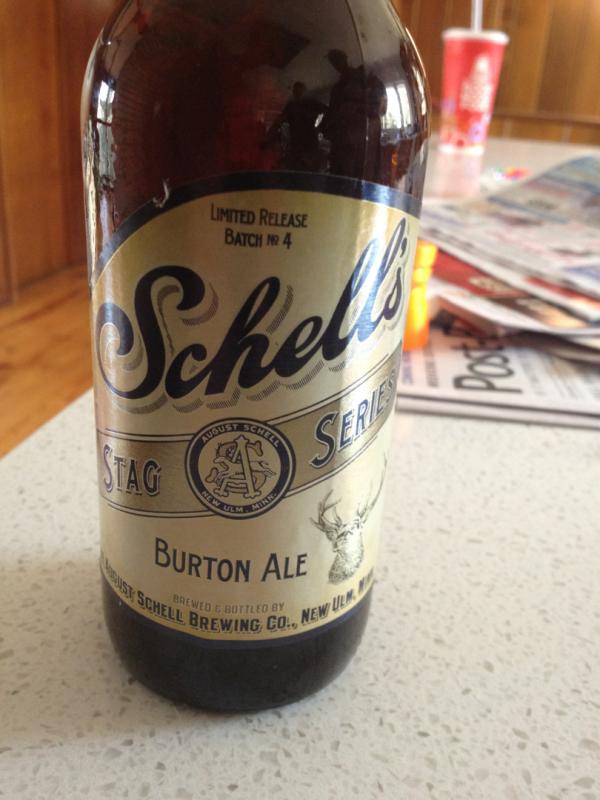 LIMITED RELEASE
BATCH No 4
Schell's
STAG SERIES
AUGUST SCHELL
NEW ULM, MINN.
BURTON ALE
BREWED & BOTTLED BY
AUGUST SCHELL BREWING CO., NEW ULM,
Post